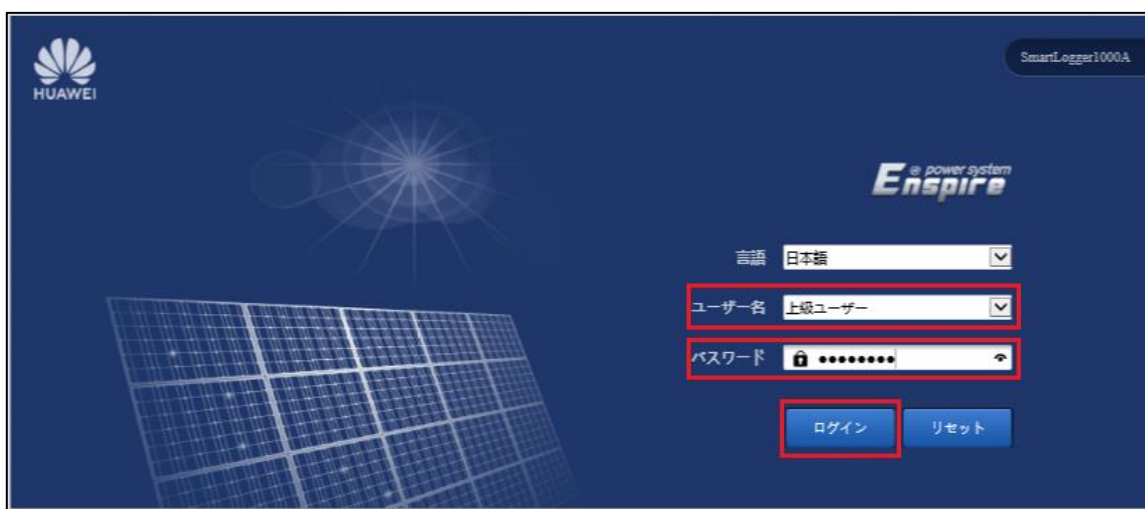 HUAWEI
SmartLogger1000A
Enspire e power system
言語 日本語
ユーザー名 上級ユーザー
パスワード ●●●●●●●●
ログイン リセット